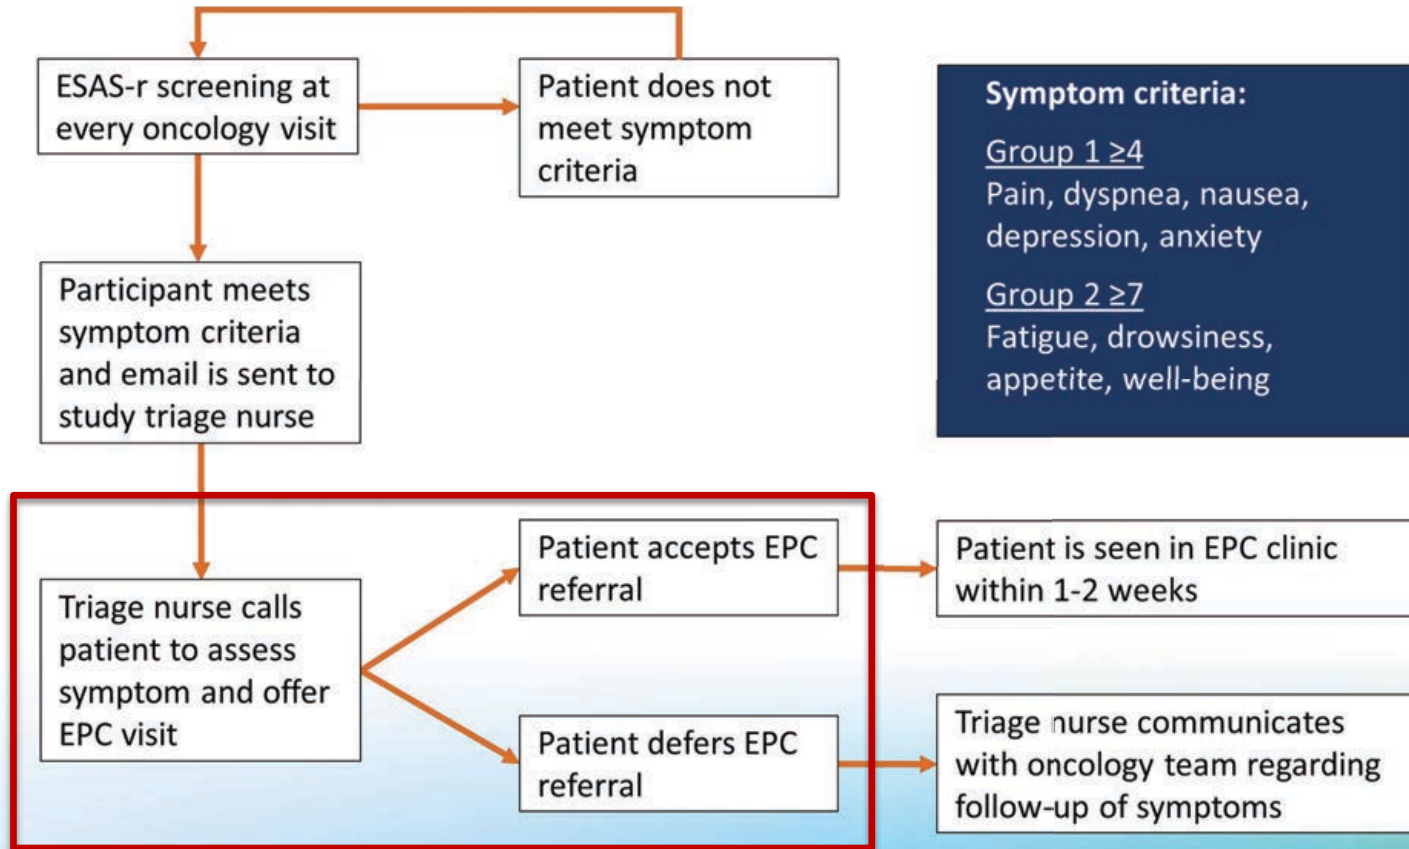 ESAS-r screening at
every oncology visit
Patient does not
meet symptom
criteria
Symptom criteria:
Group 1 ≥4
Pain, dyspnea, nausea,
depression, anxiety
Group 2 ≥7
Fatigue, drowsiness,
appetite, well-being
Participant meets
symptom criteria
and email is sent to
study triage nurse
Triage nurse calls
patient to assess
symptom and offer
EPC visit
Patient accepts EPC
referral
Patient is seen in EPC clinic
within 1-2 weeks
Patient defers EPC
referral
Triage nurse communicates
with oncology team regarding
follow-up of symptoms